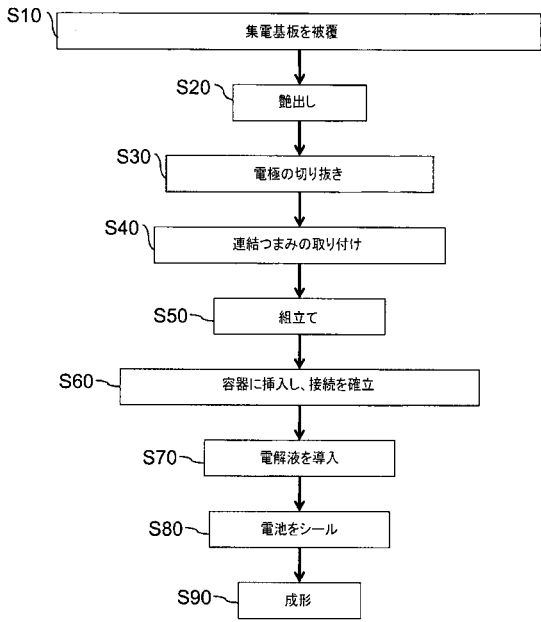 S10
集電基板を被覆
S20
艶出し
S30
電極の切り抜き
S40
連結つまみの取り付け
S50
組立て
S60
容器に挿入し、接続を確立
S70
電解液を導入
S80
電池をシール
S90
成形